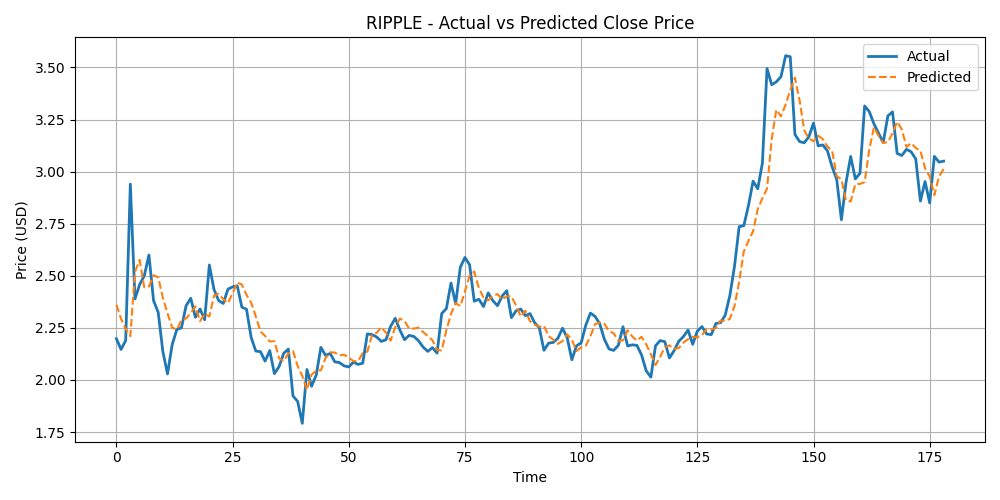 RIPPLE - Actual vs Predicted Close Price
Actual
Predicted
Price (USD)
3.50
3.25
3.00
2.75
2.50
2.25
2.00
1.75
0 25 50 75 100 125 150 175
Time